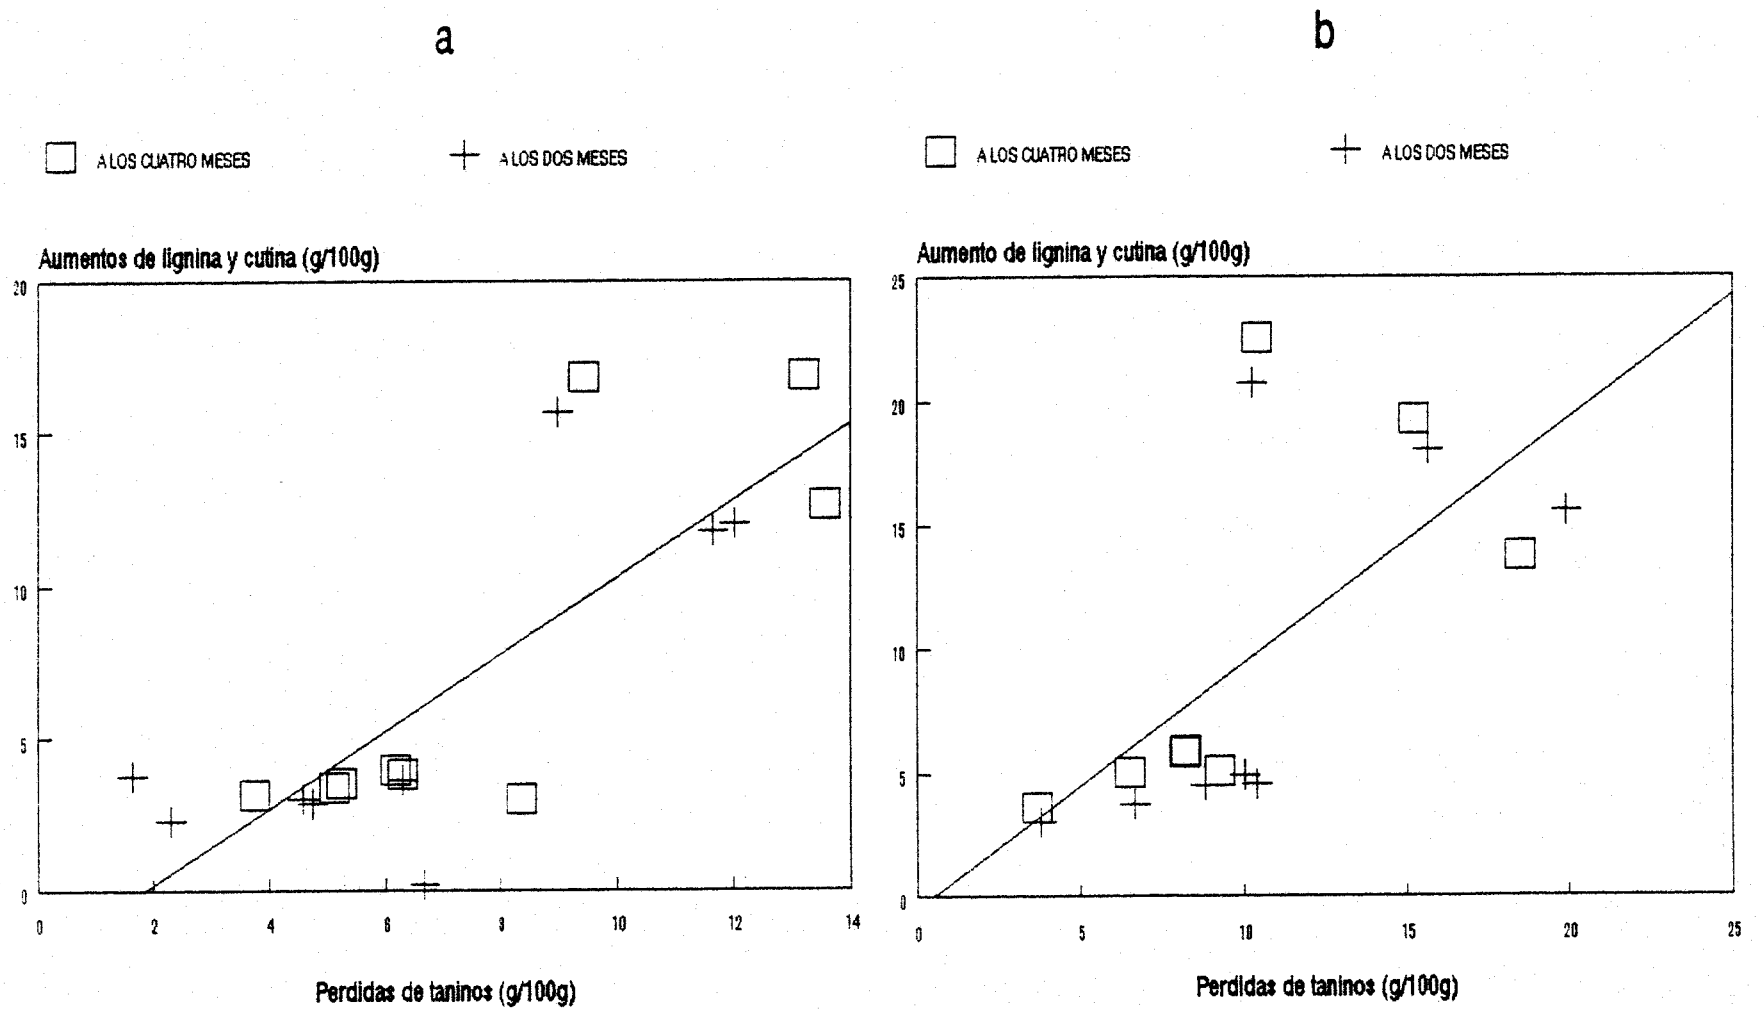 a
A LOS CUATRO MESES
A LOS DOS MESES
Aumentos de lignina y cutina (g/100g)
20
15
10
5
0
0 2 4 6 8 10 12 14
Perdidas de taninos (g/100g)
b
A LOS CUATRO MESES
A LOS DOS MESES
Aumento de lignina y cutina (g/100g)
25
20
15
10
5
0
0 5 10 15 20 25
Perdidas de taninos (g/100g)